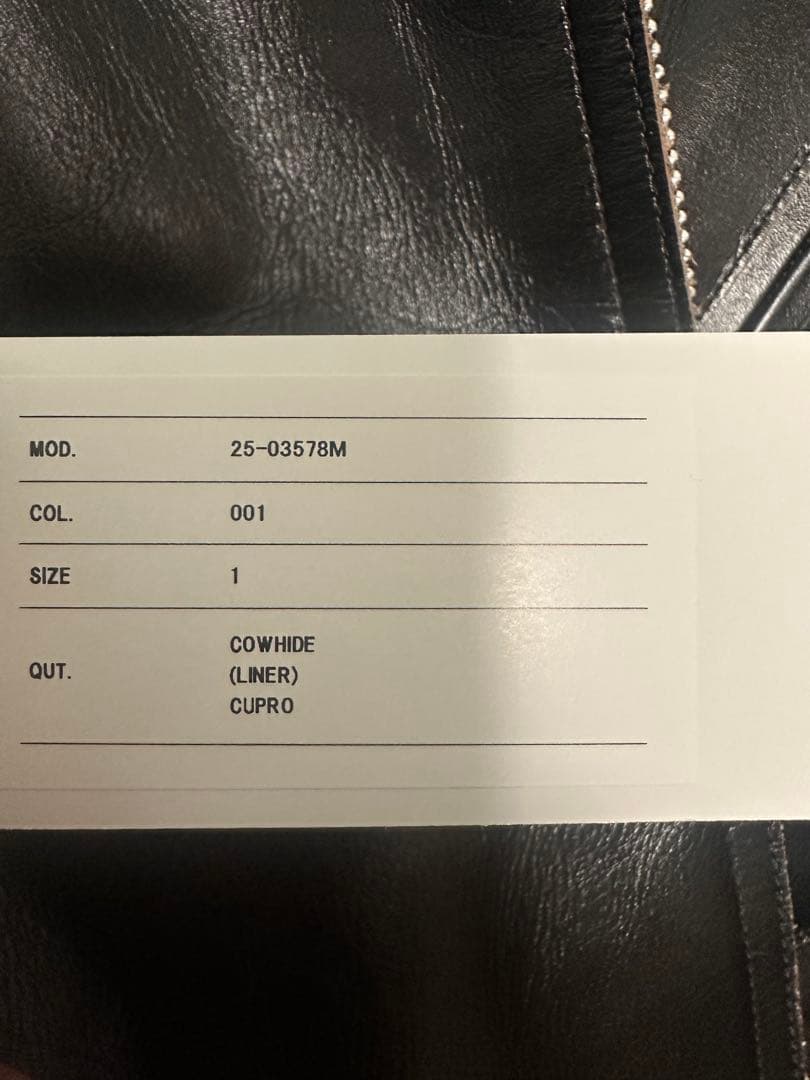 MOD. 25-03578M
COL. 001
SIZE 1
QUT. COWHIDE
(LINER)
CUPRO